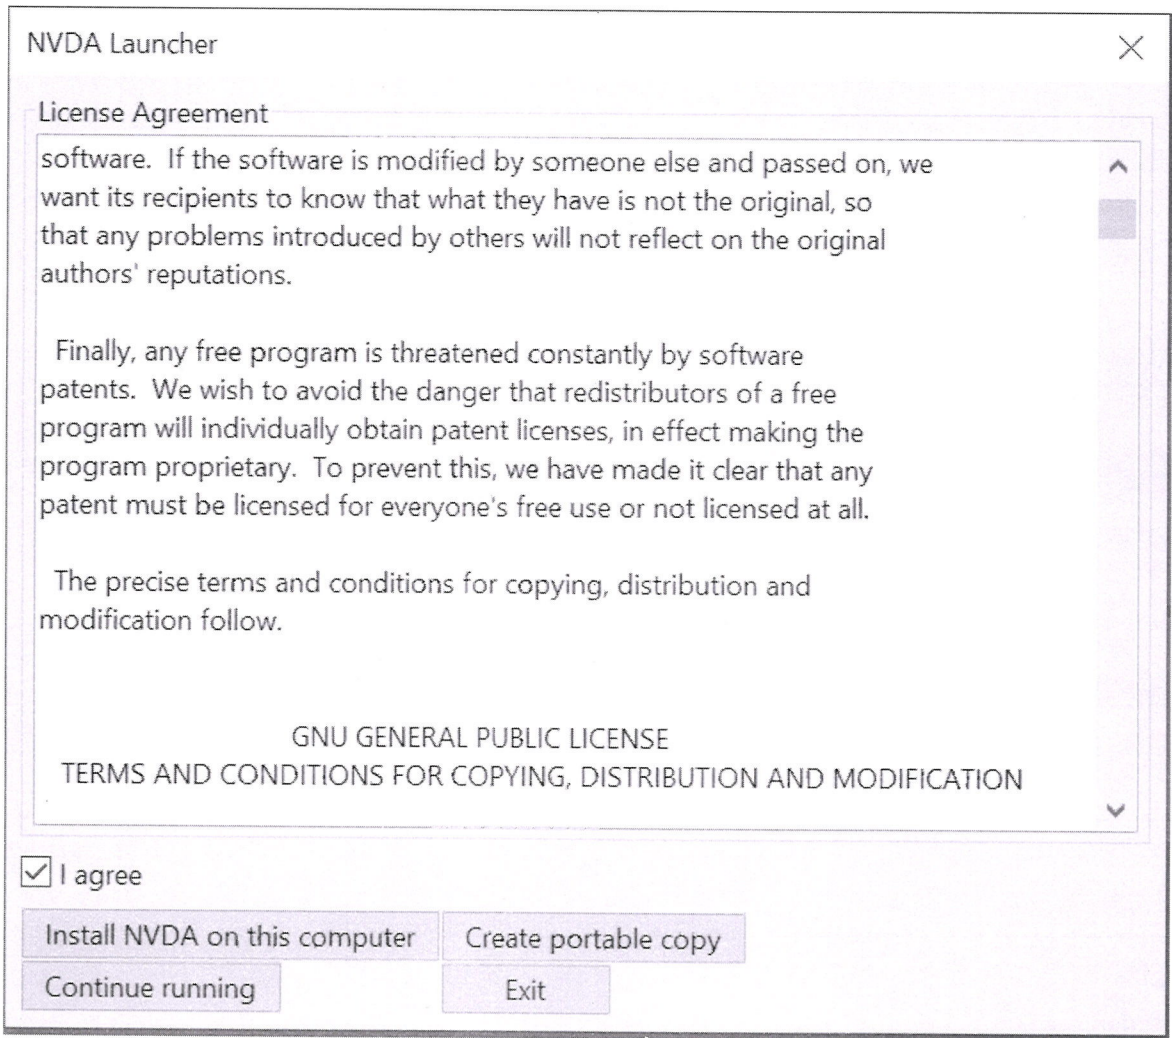 NVDA Launcher
License Agreement
software.  If the software is modified by someone else and passed on, we
want its recipients to know that what they have is not the original, so
that any problems introduced by others will not reflect on the original
authors' reputations.
Finally, any free program is threatened constantly by software
patents.  We wish to avoid the danger that redistributors of a free
program will individually obtain patent licenses, in effect making the
program proprietary.  To prevent this, we have made it clear that any
patent must be licensed for everyone's free use or not licensed at all.
The precise terms and conditions for copying, distribution and
modification follow.
GNU GENERAL PUBLIC LICENSE
TERMS AND CONDITIONS FOR COPYING, DISTRIBUTION AND MODIFICATION
I agree
Install NVDA on this computer
Create portable copy
Continue running
Exit